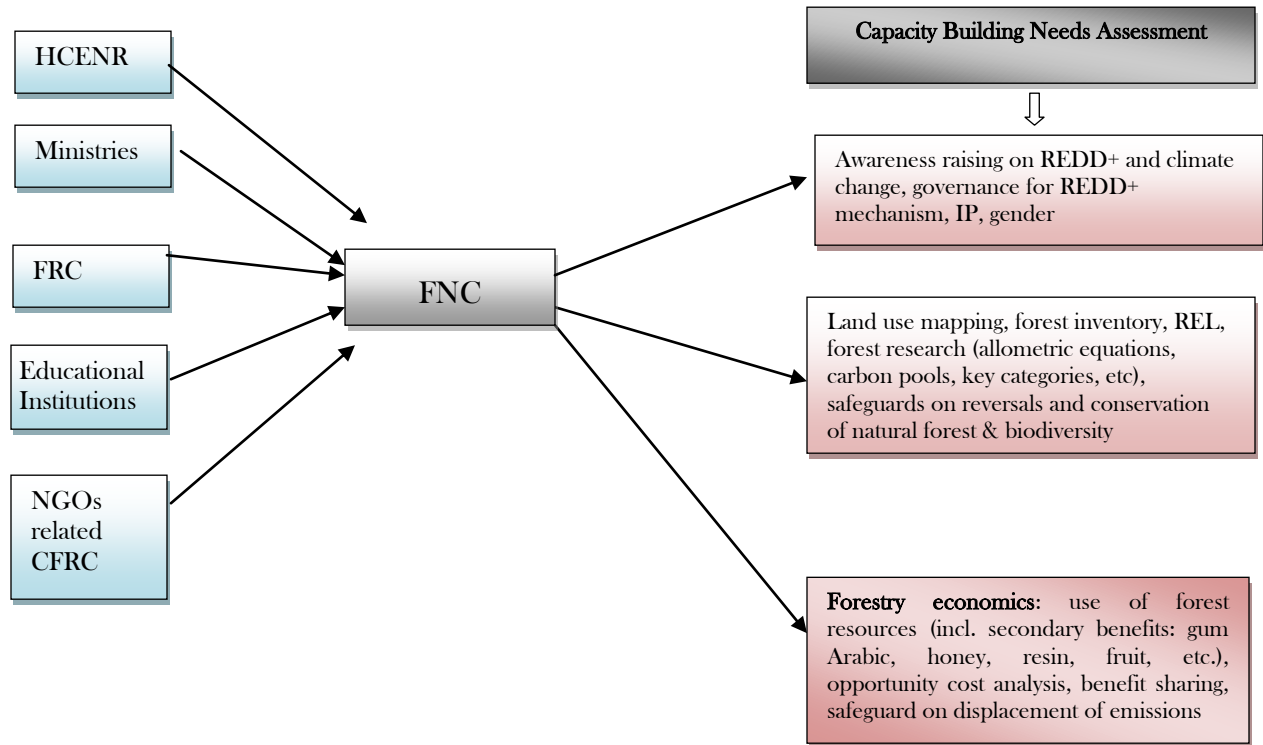 HCENR
Ministries
FRC
Educational
Institutions
NGOs
related
CFRC
FNC
Capacity Building Needs Assessment
Awareness raising on REDD+ and climate
change, governance for REDD+
mechanism, IP, gender
Land use mapping, forest inventory, REL,
forest research (allometric equations,
carbon pools, key categories, etc),
safeguards on reversals and conservation
of natural forest & biodiversity
Forestry economics: use of forest
resources (incl. secondary benefits: gum
Arabic, honey, resin, fruit, etc.),
opportunity cost analysis, benefit sharing,
safeguard on displacement of emissions